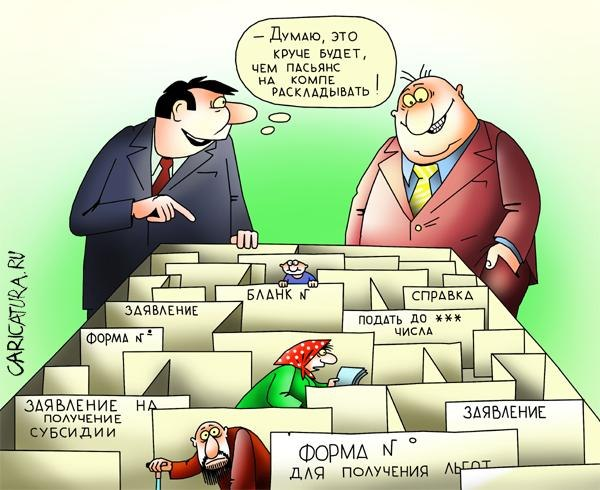 – Думаю, это
круче будет,
чем пасьянс
на компе
раскладывать!
CARICATURA.RU
БЛАНК №
СПРАВКА
ЗАЯВЛЕНИЕ
ПОДАТЬ ДО ***
ЧИСЛА
ФОРМА №
ЗАЯВЛЕНИЕ НА
ПОЛУЧЕНИЕ
СУБСИДИИ
ЗАЯВЛЕНИЕ
ФОРМА №
ДЛЯ ПОЛУЧЕНИЯ ЛЬГОТ